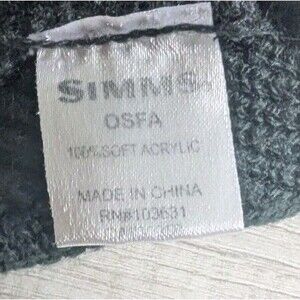 SIMMS
OSFA
100% SOFT ACRYLIC
MADE IN CHINA
RN#103631